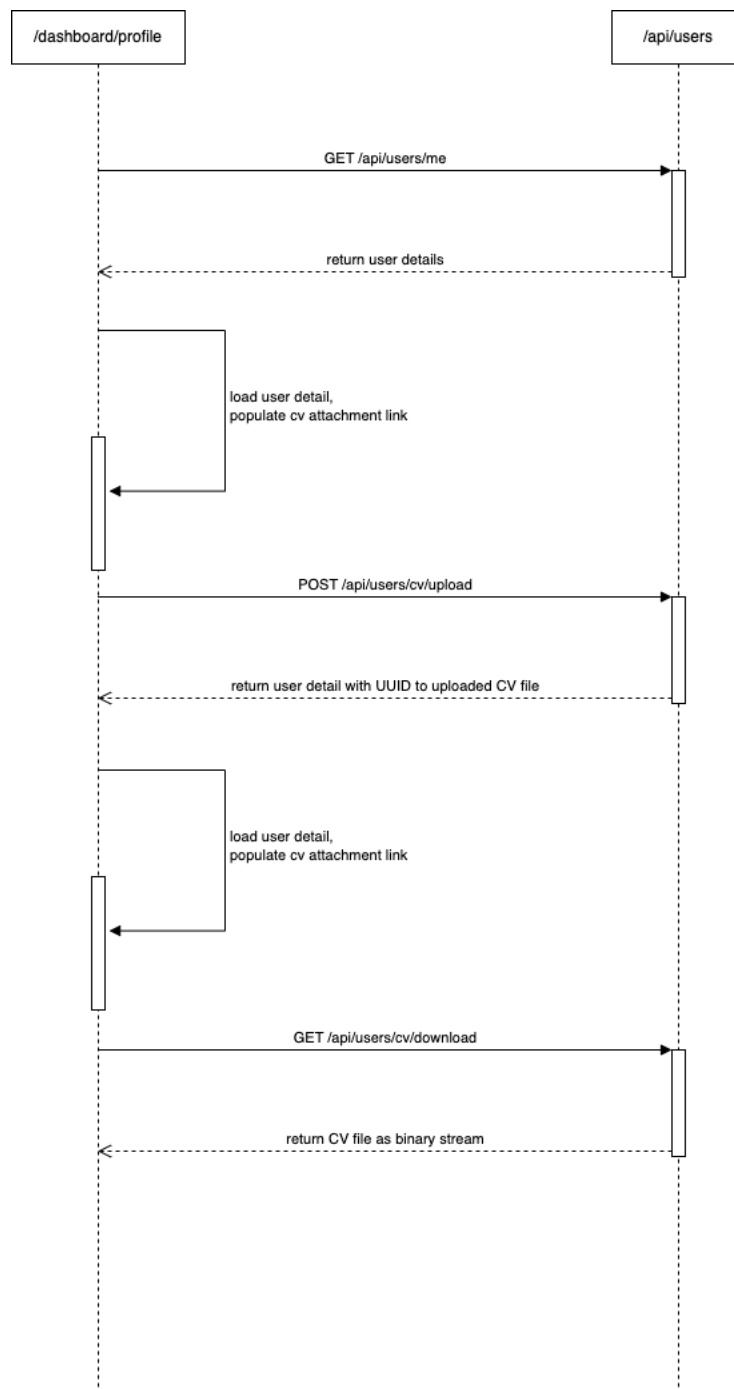 /dashboard/profile
/api/users
GET /api/users/me
return user details
load user detail,
populate cv attachment link
POST /api/users/cv/upload
return user detail with UUID to uploaded CV file
load user detail,
populate cv attachment link
GET /api/users/cv/download
return CV file as binary stream